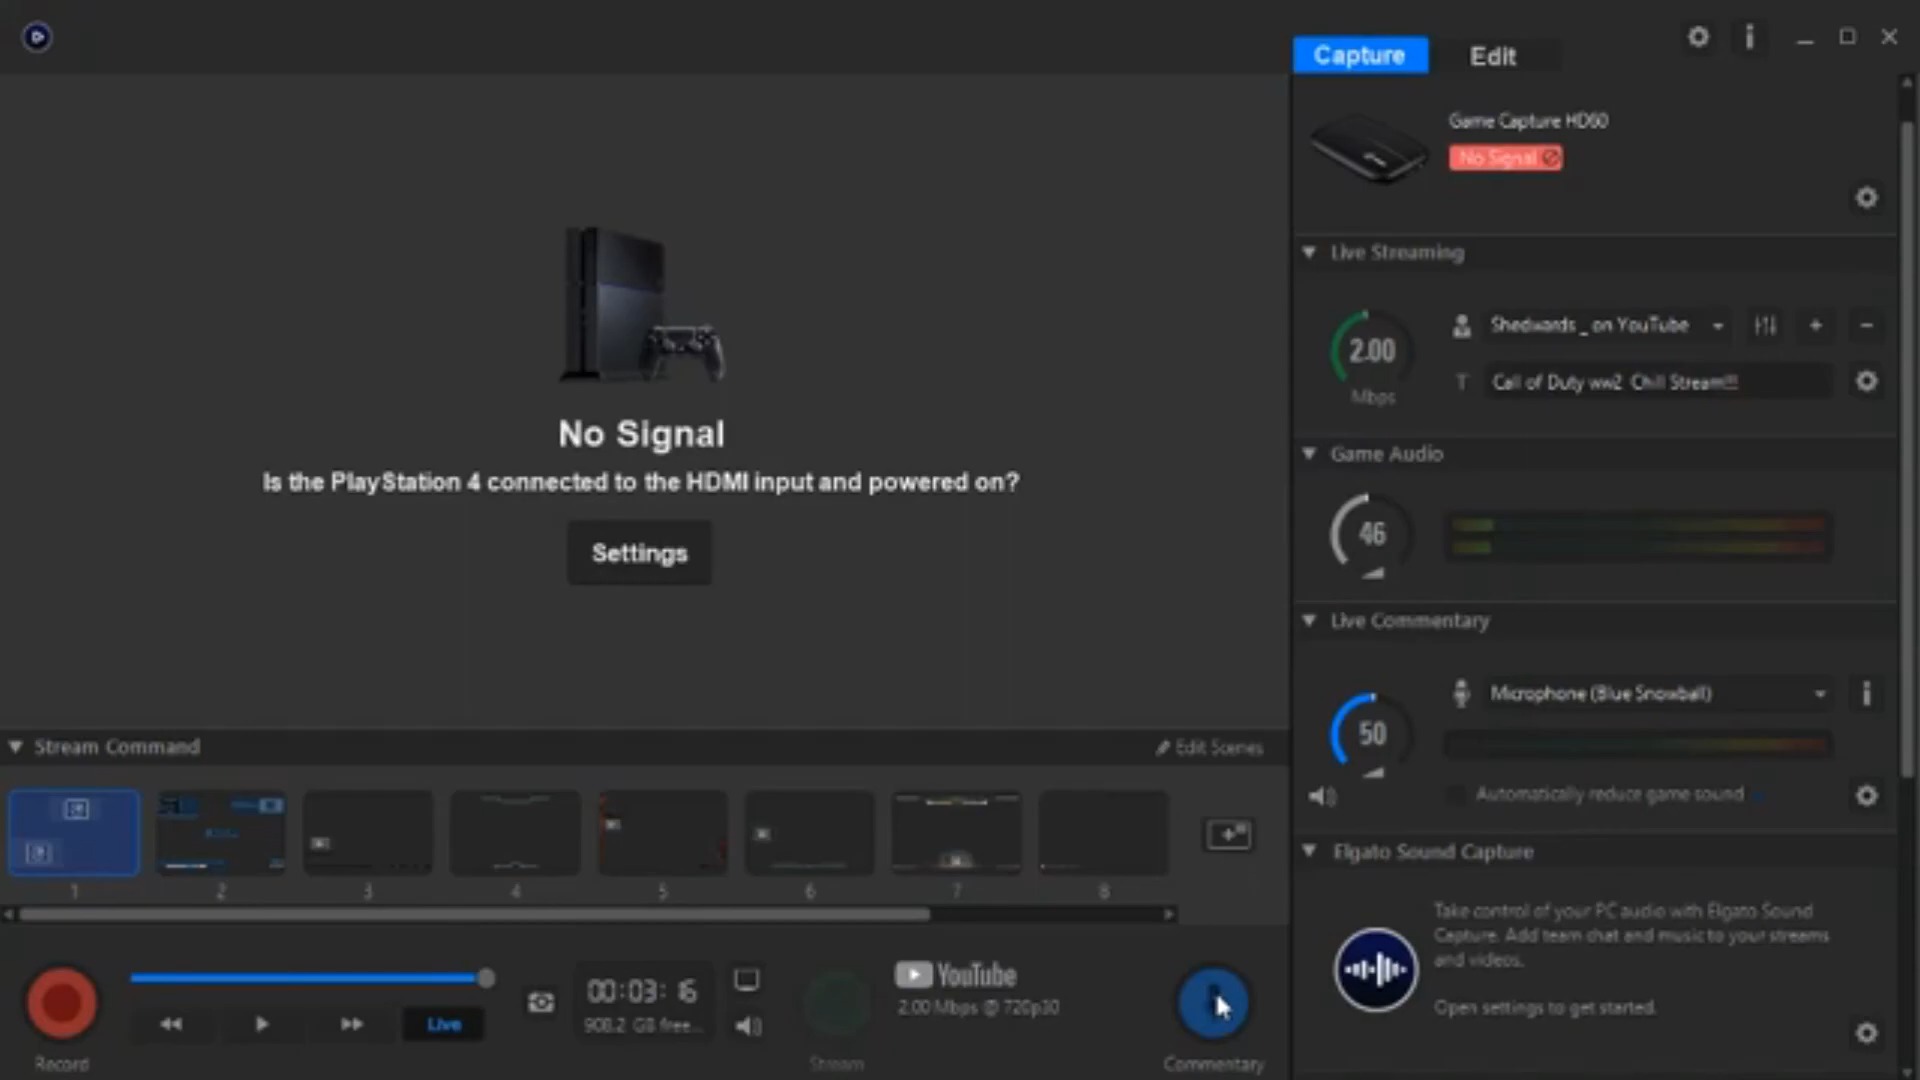 Capture
Edit
Game Capture HD60
No Signal
Live Streaming
2.00
Mbps
Shedwards _ on YouTube
T
Call of Duty ww2 Chill Stream!!!
No Signal
Is the PlayStation 4 connected to the HDMI input and powered on?
Settings
Game Audio
46
Live Commentary
50
Microphone (Blue Snowball)
Automatically reduce game sound
Stream Command
Edit Scenes
1
2
3
4
5
6
7
8
Elgato Sound Capture
Take control of your PC audio with Elgato Sound
Capture. Add team chat and music to your streams
and videos.
Open settings to get started.
Record
Live
00:03:16
908.2 GB free...
Stream
YouTube
2.00 Mbps @ 720p30
Commentary